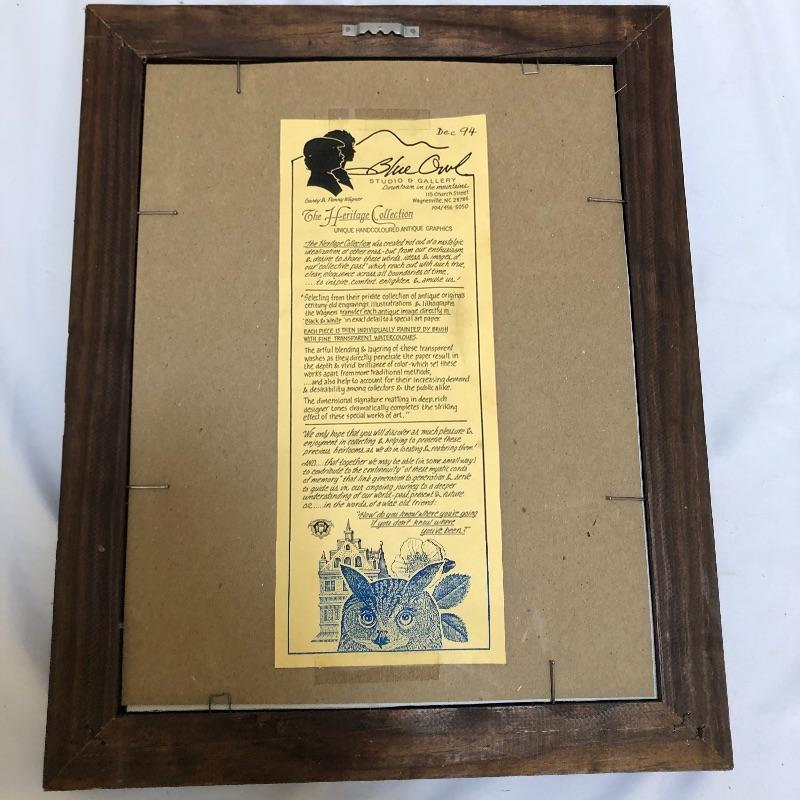 Dec 94
Blue Owl
STUDIO & GALLERY
Downtown in the mountains
115 Church Street
Waynesville, NC 28786
704/456-5050
Casey & Penny Wagner
The Heritage Collection
UNIQUE HANDCOLOURED ANTIQUE GRAPHICS
The Heritage Collection was created not out of a nostalgic
idealization of other eras - but from our enthusiasm
& desire to share these words, ideas & images of
our "collective past" which reach out with such true,
clear, eloquence across all boundaries of time,
.... to inspire, comfort, enlighten & amuse us!
"Selecting from their private collection of antique originals
century-old engravings, illustrations & lithographs
the Wagners transfer each antique image directly in
"black & white" in exact detail to a special art paper.
EACH PIECE IS THEN INDIVIDUALLY PAINTED BY BRUSH
WITH FINE TRANSPARENT WATERCOLOURS.
The artful blending & layering of these transparent
washes as they directly penetrate the paper result in
the depth & vivid brilliance of color - which set these
works apart from more traditional methods,
....and also help to account for their increasing demand
& desirability among collectors & the public alike.
The dimensional signature matting in deep, rich
designer tones dramatically completes the striking
effect of these special works of art."
We only hope that you will discover as much pleasure &
enjoyment in collecting & helping to preserve these
precious heirlooms as we do in locating & restoring them!
AND.... that together we may be able (in some small way)
to contribute to the continuity "of these mystic cords
of memory" that link generation to generation & serve
to guide us in our ongoing journey to a deeper
understanding of our world - past, present & future
or.....in the words of a wise old friend:
"How do you know where you're going
if you don't know where
you've been?"